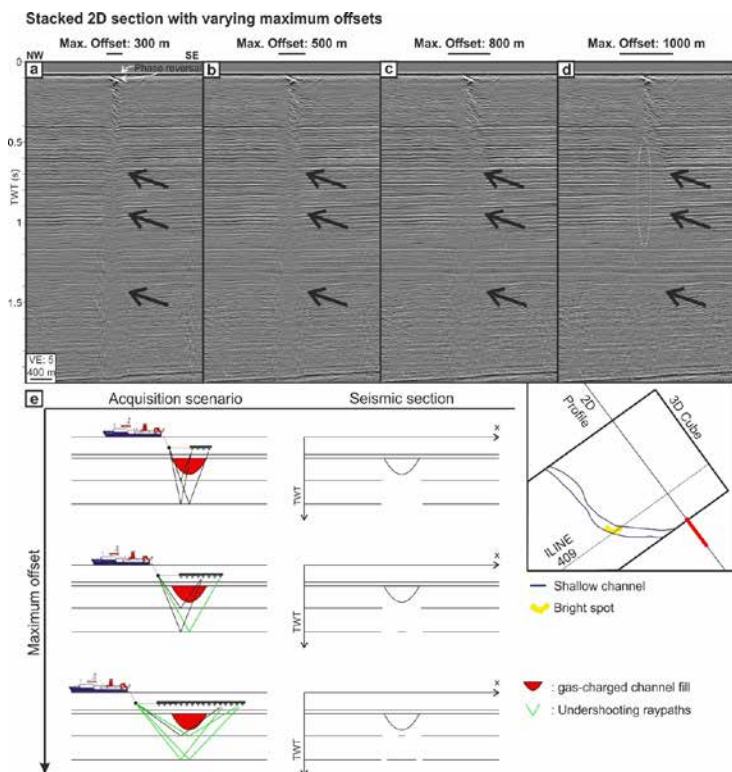 Stacked 2D section with varying maximum offsets
Max. Offset: 300 m
Max. Offset: 500 m
Max. Offset: 800 m
Max. Offset: 1000 m
NW
SE
a
Phase reversal
b
c
d
0
0.5
TWT (s)
1
1.5
VE: 5
400 m
e
Acquisition scenario
Seismic section
Maximum offset
x
TWT
x
TWT
x
TWT
2D
Profile
3D Cube
ILINE
409
Shallow channel
Bright spot
: gas-charged channel fill
: Undershooting raypaths